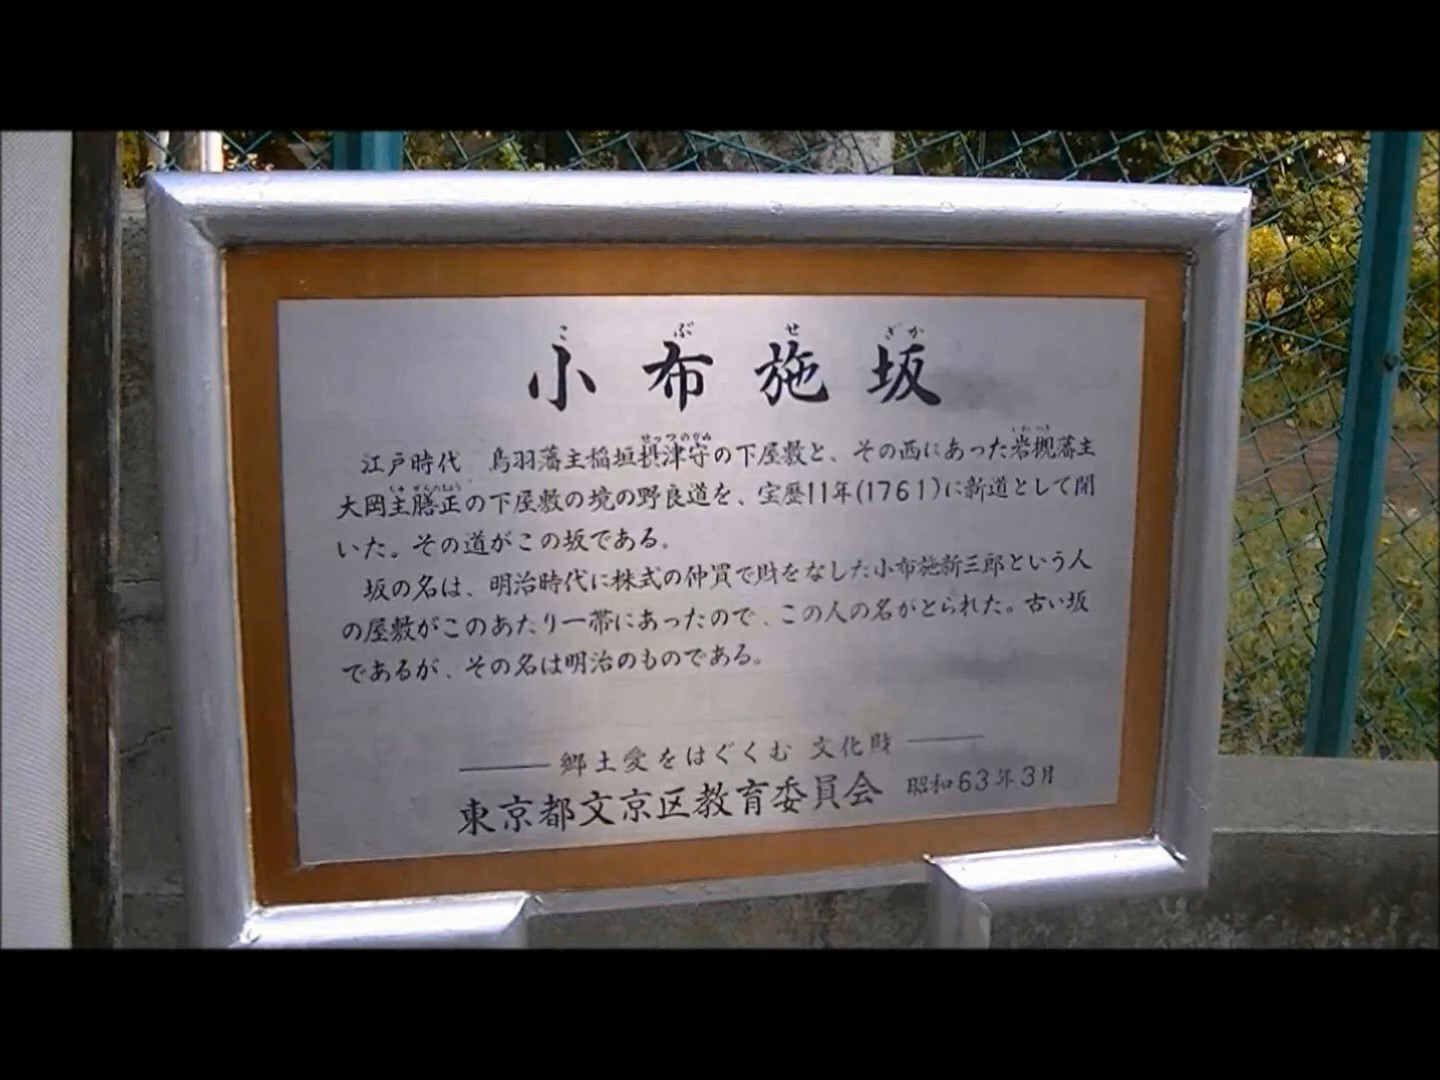 こ ぶ せ ざか
小布施坂
せっつのかみ いわつき
江戸時代、鳥羽藩主稲垣摂津守の下屋敷と、その西にあった岩槻藩主
しゅぜんのしょう
大岡主膳正の下屋敷の境の野良道を、宝暦11年(1761)に新道として開
いた。その道がこの坂である。
坂の名は、明治時代に株式の仲買で財をなした小布施新三郎という人
の屋敷がこのあたり一帯にあったので、この人の名がとられた。古い坂
であるが、その名は明治のものである。
郷土愛をはぐくむ 文化財
東京都文京区教育委員会 昭和63年3月